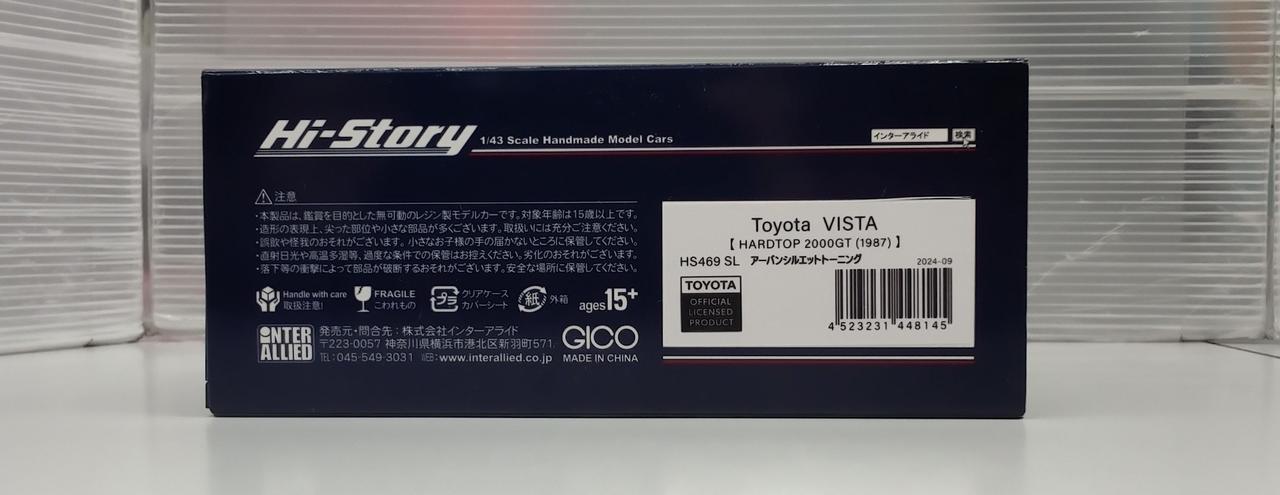 Hi-Story 1/43 Scale Handmade Model Cars
インターアライド 検索
⚠注意
・本製品は、鑑賞を目的とした無可動のレジン製モデルカーです。対象年齢は15歳以上です。
・造形の表現上、尖った部位や小さな部品が多くございます。取扱いには充分ご注意ください。
・誤飲や怪我のおそれがございます。小さなお子様の手の届かないところに保管してください。
・直射日光や高温多湿等、過度な条件での保管はお控えください。劣化のおそれがございます。
・落下等の衝撃によって部品が破断するおそれがございます。安全な場所に保管してください。
Handle with care
取扱注意!
FRAGILE
こわれもの
プラ
クリアケース
カバーシート
紙 外箱
ages15+
INTER
ALLIED
発売元・問合先：株式会社インターアライド
〒223-0057 神奈川県横浜市港北区新羽町571
TEL：045-549-3031 WEB：www.interallied.co.jp
GICO
MADE IN CHINA
Toyota VISTA
【 HARDTOP 2000GT (1987) 】
HS469 SL アーバンシルエットトーニング
2024-09
TOYOTA
OFFICIAL
LICENSED
PRODUCT
4 523231 448145